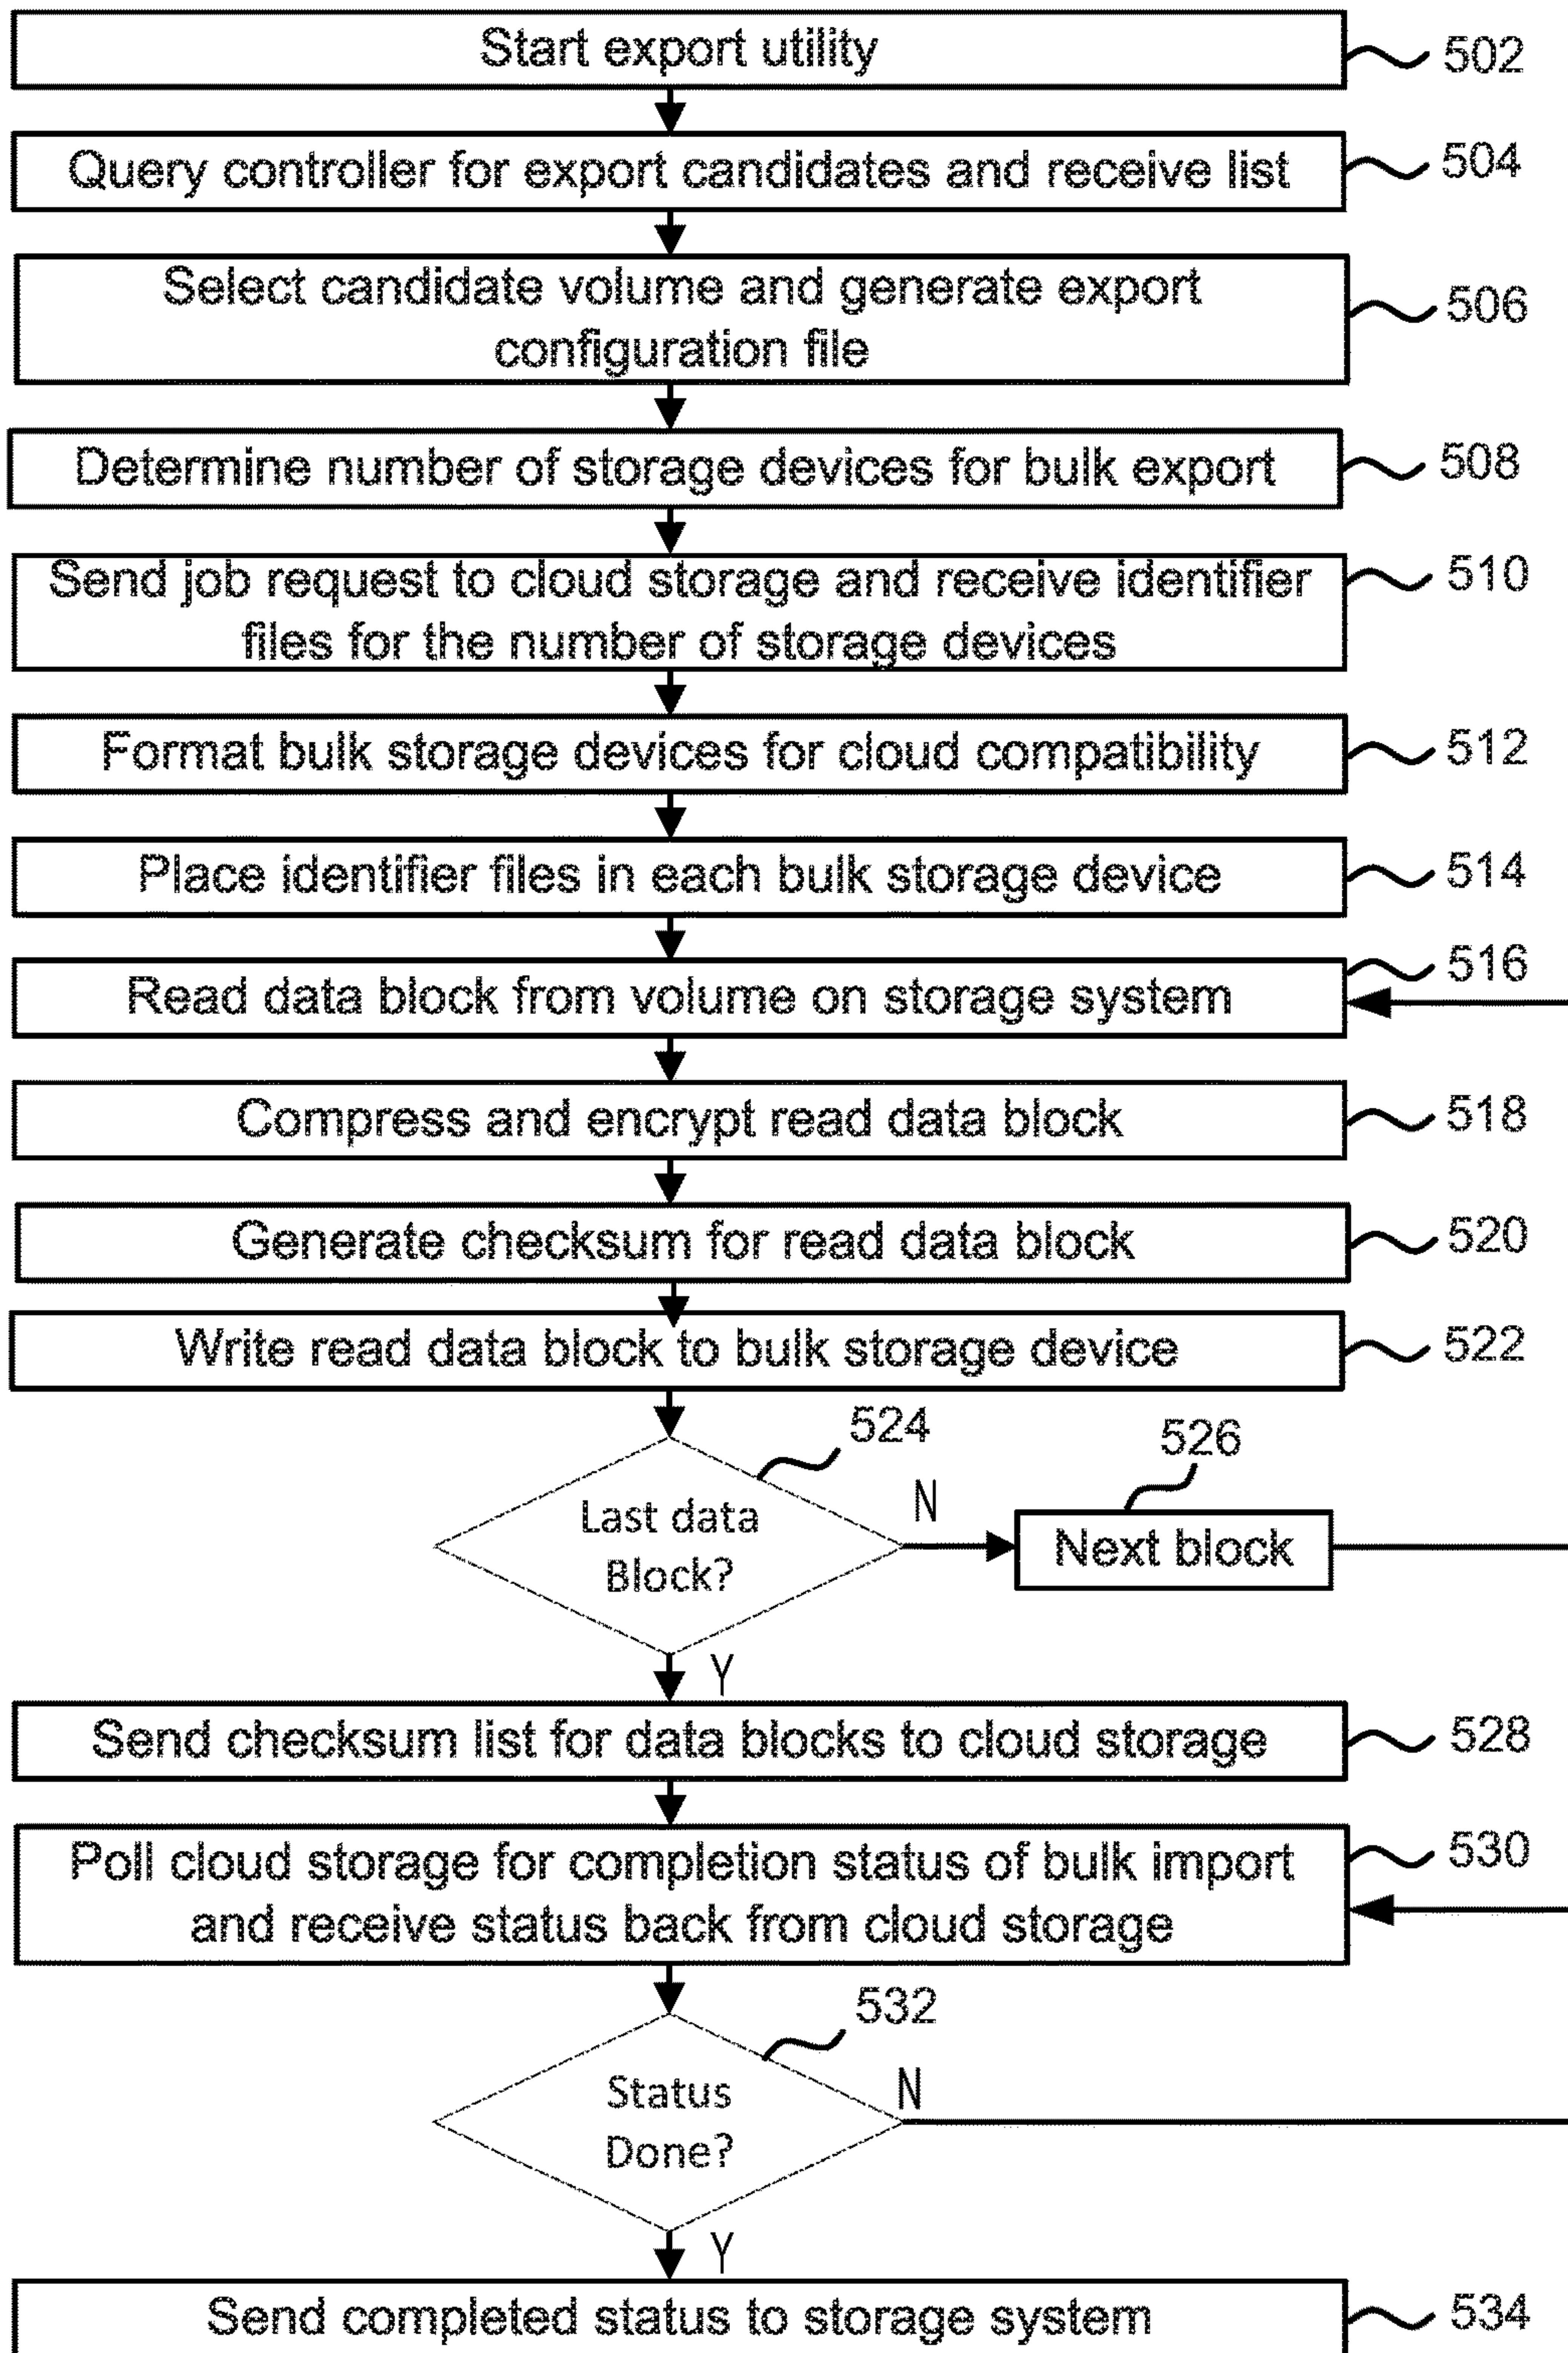 Start export utility
502
Query controller for export candidates and receive list
504
Select candidate volume and generate export
configuration file
506
Determine number of storage devices for bulk export
508
Send job request to cloud storage and receive identifier
files for the number of storage devices
510
Format bulk storage devices for cloud compatibility
512
Place identifier files in each bulk storage device
514
Read data block from volume on storage system
516
Compress and encrypt read data block
518
Generate checksum for read data block
520
Write read data block to bulk storage device
522
524
Last data
Block?
N
526
Next block
Y
Send checksum list for data blocks to cloud storage
528
Poll cloud storage for completion status of bulk import
and receive status back from cloud storage
530
532
Status
Done?
N
Y
Send completed status to storage system
534